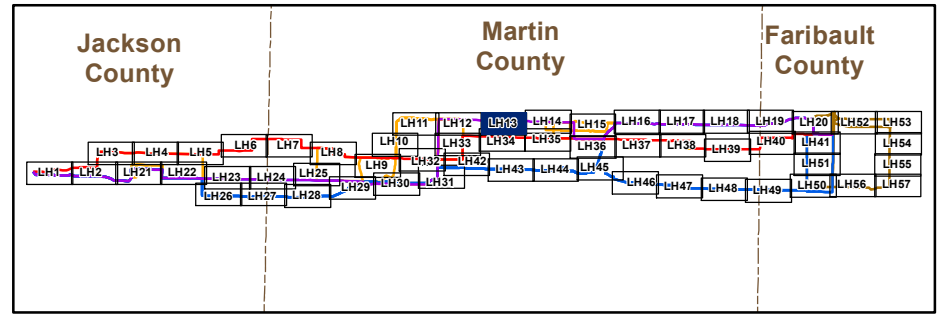 Jackson
County
Martin
County
Faribault
County
LH11
LH12
LH13
LH14
LH15
LH16
LH17
LH18
LH19
LH20
LH52
LH53
LH10
LH33
LH34
LH35
LH36
LH37
LH38
LH39
LH40
LH41
LH54
LH3
LH4
LH5
LH6
LH7
LH8
LH9
LH32
LH42
LH43
LH44
LH45
LH51
LH55
LH1
LH2
LH21
LH22
LH23
LH24
LH25
LH29
LH30
LH31
LH46
LH47
LH48
LH49
LH50
LH56
LH57
LH26
LH27
LH28